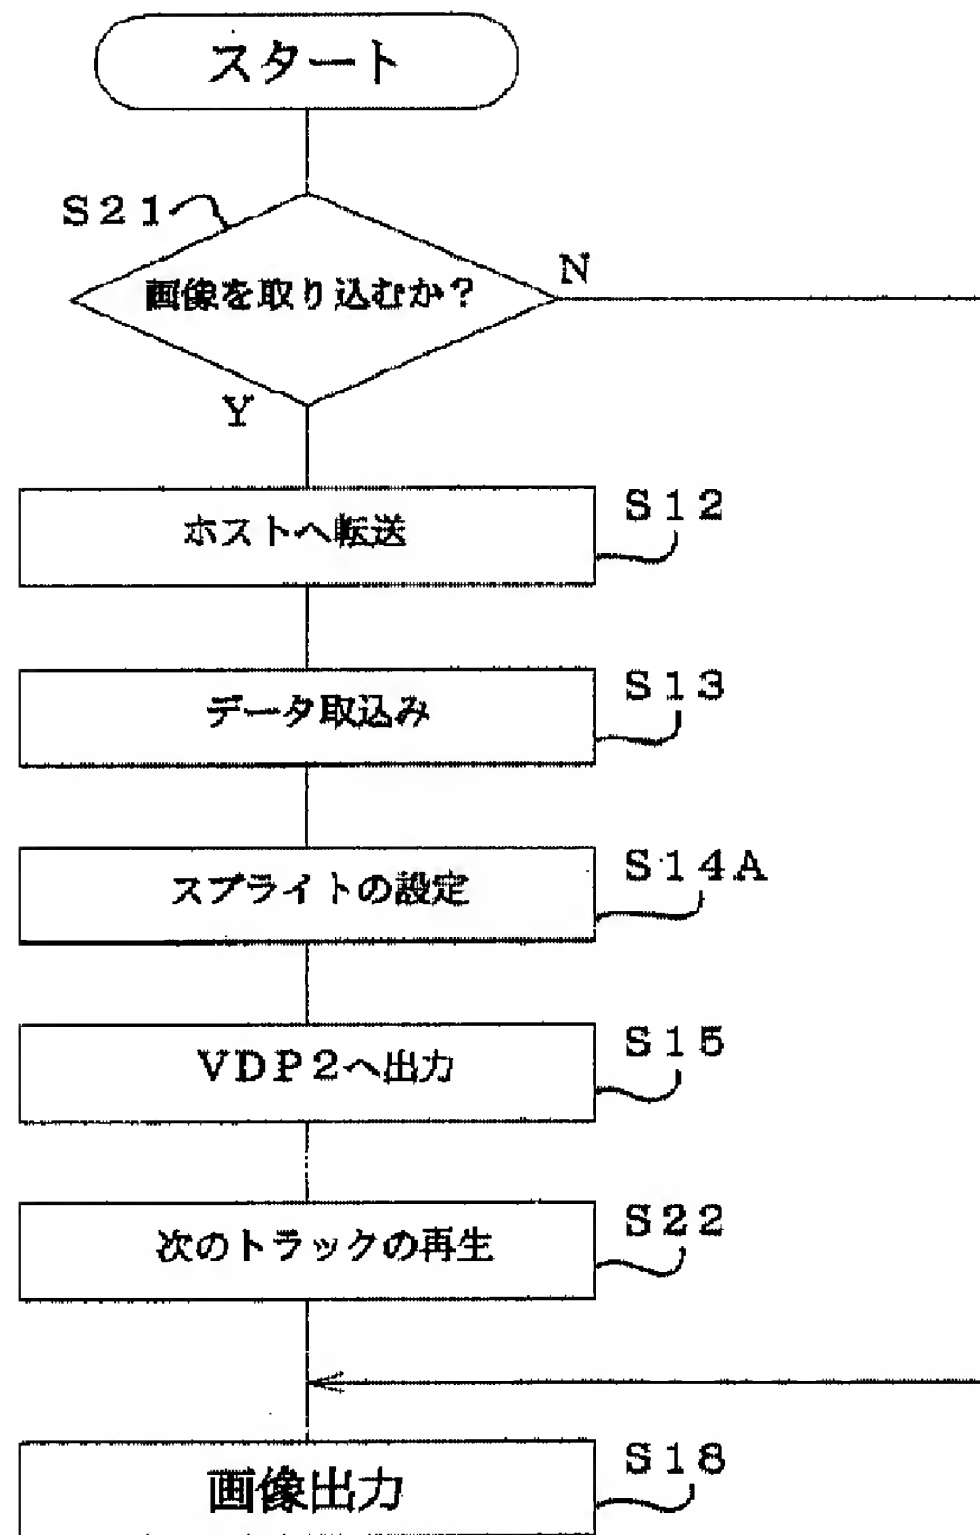 スタート
S21
画像を取り込むか？
N
Y
ホストへ転送
S12
データ取込み
S13
スプライトの設定
S14A
VDP2へ出力
S15
次のトラックの再生
S22
画像出力
S18